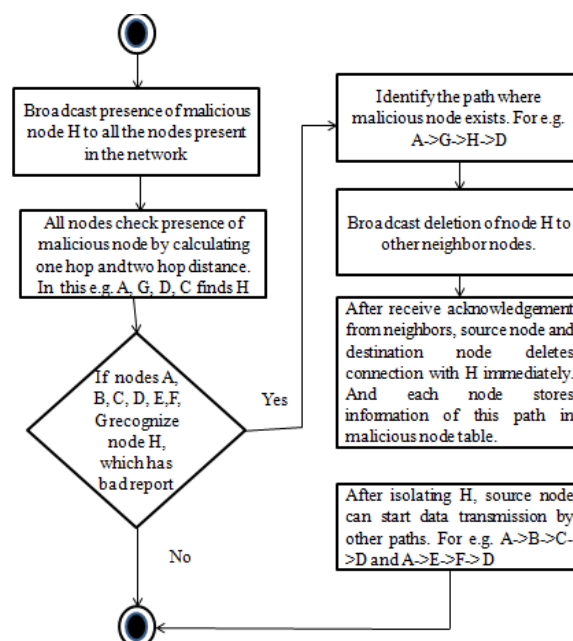 Broadcast presence of malicious
node H to all the nodes present
in the network
All nodes check presence of
malicious node by calculating
one hop and two hop distance.
In this e.g. A, G, D, C finds H
If nodes A,
B, C, D, E,F,
G recognize
node H,
which has
bad report
Yes
No
Identify the path where
malicious node exists. For e.g.
A->G->H->D
Broadcast deletion of node H to
other neighbor nodes.
After receive acknowledgement
from neighbors, source node and
destination node deletes
connection with H immediately.
And each node stores
information of this path in
malicious node table.
After isolating H, source node
can start data transmission by
other paths. For e.g. A->B->C-
->D and A->E->F-> D